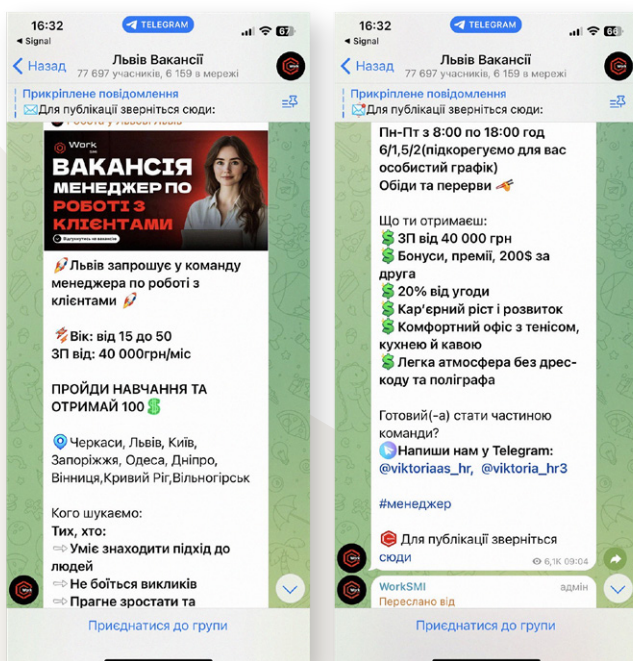 16:32
TELEGRAM
67
Signal
Назад
Львів Вакансії
77 697 учасників, 6 159 в мережі
Прикріплене повідомлення
Для публікації зверніться сюди:
Work
ВАКАНСІЯ
МЕНЕДЖЕР ПО
РОБОТІ З
КЛІЄНТАМИ
Львів запрошує у команду
менеджера по роботі з
клієнтами
Вік: від 15 до 50
ЗП від: 40 000грн/міс
ПРОЙДИ НАВЧАННЯ ТА
ОТРИМАЙ 100💲
Черкаси, Львів, Київ,
Запоріжжя, Одеса, Дніпро,
Вінниця,Кривий Ріг,Вільногірськ
Кого шукаємо:
Тих, хто:
⇨ Уміє знаходити підхід до
людей
⇨ Не боїться викликів
⇨ Прагне зростати та
Приєднатися до групи
16:32
TELEGRAM
66
Signal
Назад
Львів Вакансії
77 697 учасників, 6 159 в мережі
Прикріплене повідомлення
Для публікації зверніться сюди:
Пн-Пт з 8:00 по 18:00 год
6/1,5/2(підкорегуємо для вас
особистий графік)
Обіди та перерви
Що ти отримаєш:
💲 ЗП від 40 000 грн
💲 Бонуси, премії, 200$ за
друга
💲 20% від угоди
💲 Кар'єрний ріст і розвиток
💲 Комфортний офіс з тенісом,
кухнею й кавою
💲 Легка атмосфера без дрес-
коду та поліграфа
Готовий(-а) стати частиною
команди?
Напиши нам у Telegram:
@viktoriaas_hr, @viktoria_hr3
#менеджер
Для публікації зверніться
сюди
6,1K 09:04
WorkSMI
адмін
Переслано від
Приєднатися до групи